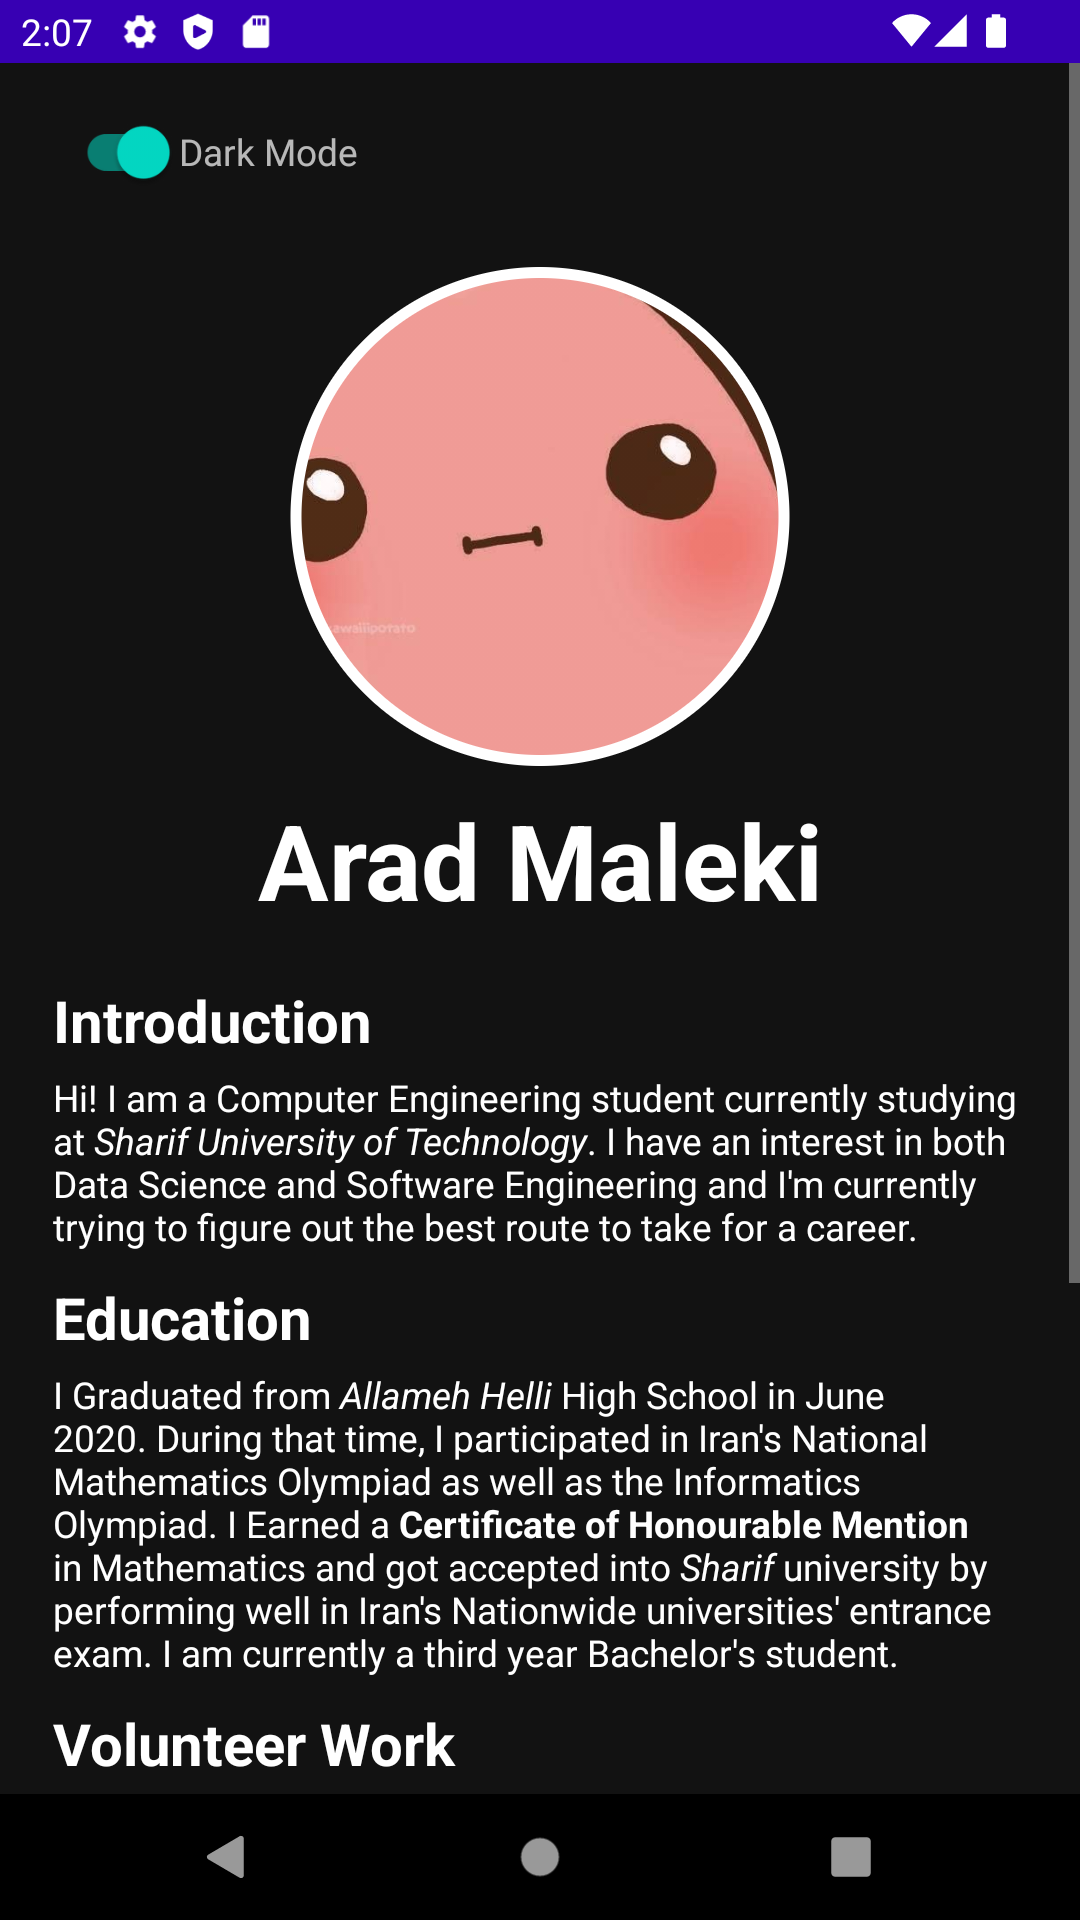 2:07
Dark Mode
awaiiipotato
Arad Maleki
Introduction
Hi! I am a Computer Engineering student currently studying
at Sharif University of Technology. I have an interest in both
Data Science and Software Engineering and I'm currently
trying to figure out the best route to take for a career.
Education
I Graduated from Allameh Helli High School in June
2020. During that time, I participated in Iran's National
Mathematics Olympiad as well as the Informatics
Olympiad. I Earned a Certificate of Honourable Mention
in Mathematics and got accepted into Sharif university by
performing well in Iran's Nationwide universities' entrance
exam. I am currently a third year Bachelor's student.
Volunteer Work